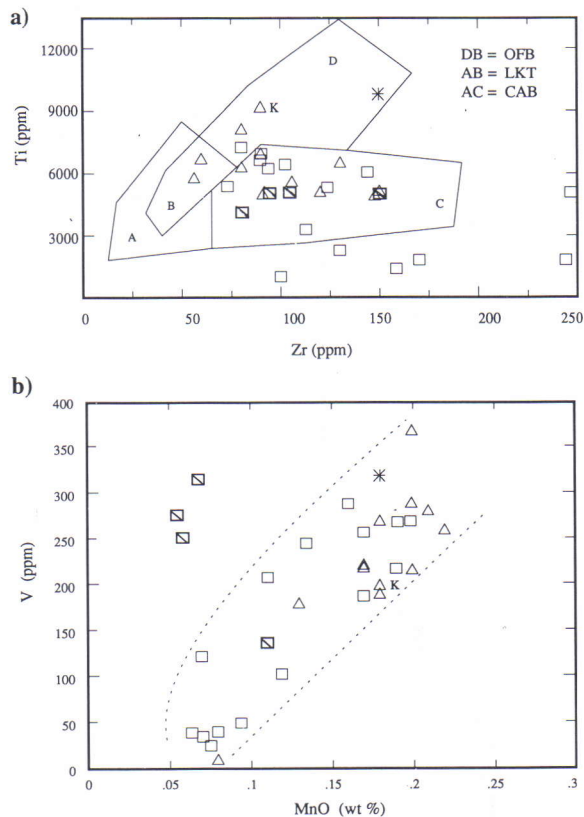 a)
12000
9000
6000
3000
Ti (ppm)
D
K
B
A
C
DB = OFB
AB = LKT
AC = CAB
0
50
100
150
200
250
Zr (ppm)
b)
400
350
300
250
200
150
100
50
0
V (ppm)
K
0
.05
.1
.15
.2
.25
.3
MnO (wt %)